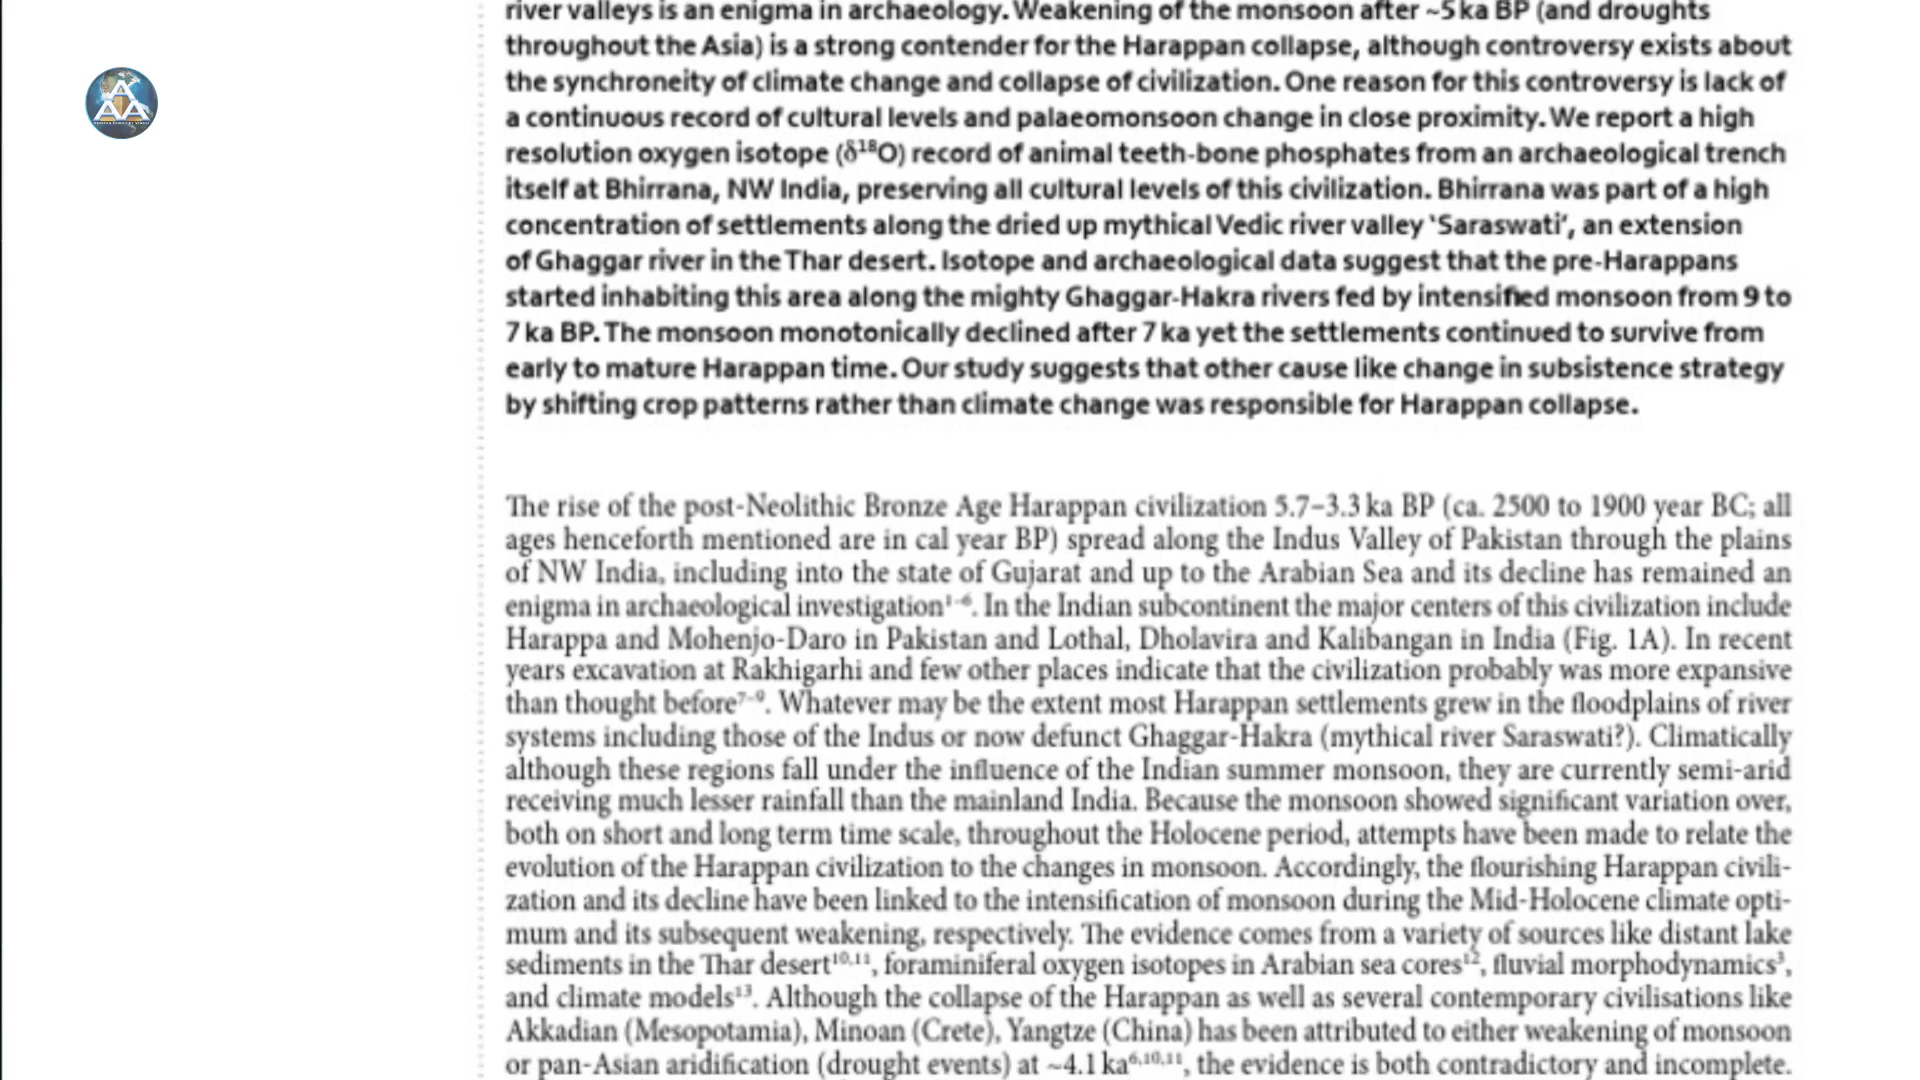 river valleys is an enigma in archaeology. Weakening of the monsoon after ~5 ka BP (and droughts
throughout the Asia) is a strong contender for the Harappan collapse, although controversy exists about
the synchroneity of climate change and collapse of civilization. One reason for this controversy is lack of
a continuous record of cultural levels and palaeomonsoon change in close proximity. We report a high
resolution oxygen isotope (δ¹⁸O) record of animal teeth-bone phosphates from an archaeological trench
itself at Bhirrana, NW India, preserving all cultural levels of this civilization. Bhirrana was part of a high
concentration of settlements along the dried up mythical Vedic river valley ‘Saraswati’, an extension
of Ghaggar river in the Thar desert. Isotope and archaeological data suggest that the pre-Harappans
started inhabiting this area along the mighty Ghaggar-Hakra rivers fed by intensified monsoon from 9 to
7 ka BP. The monsoon monotonically declined after 7 ka yet the settlements continued to survive from
early to mature Harappan time. Our study suggests that other cause like change in subsistence strategy
by shifting crop patterns rather than climate change was responsible for Harappan collapse.
The rise of the post-Neolithic Bronze Age Harappan civilization 5.7–3.3 ka BP (ca. 2500 to 1900 year BC; all
ages henceforth mentioned are in cal year BP) spread along the Indus Valley of Pakistan through the plains
of NW India, including into the state of Gujarat and up to the Arabian Sea and its decline has remained an
enigma in archaeological investigation¹⁻⁶. In the Indian subcontinent the major centers of this civilization include
Harappa and Mohenjo-Daro in Pakistan and Lothal, Dholavira and Kalibangan in India (Fig. 1A). In recent
years excavation at Rakhigarhi and few other places indicate that the civilization probably was more expansive
than thought before⁷⁻⁹. Whatever may be the extent most Harappan settlements grew in the floodplains of river
systems including those of the Indus or now defunct Ghaggar-Hakra (mythical river Saraswati?). Climatically
although these regions fall under the influence of the Indian summer monsoon, they are currently semi-arid
receiving much lesser rainfall than the mainland India. Because the monsoon showed significant variation over,
both on short and long term time scale, throughout the Holocene period, attempts have been made to relate the
evolution of the Harappan civilization to the changes in monsoon. Accordingly, the flourishing Harappan civili-
zation and its decline have been linked to the intensification of monsoon during the Mid-Holocene climate opti-
mum and its subsequent weakening, respectively. The evidence comes from a variety of sources like distant lake
sediments in the Thar desert¹⁰,¹¹, foraminiferal oxygen isotopes in Arabian sea cores¹², fluvial morphodynamics³,
and climate models¹³. Although the collapse of the Harappan as well as several contemporary civilisations like
Akkadian (Mesopotamia), Minoan (Crete), Yangtze (China) has been attributed to either weakening of monsoon
or pan-Asian aridification (drought events) at ~4.1 ka⁶,¹⁰,¹¹, the evidence is both contradictory and incomplete.
AAA